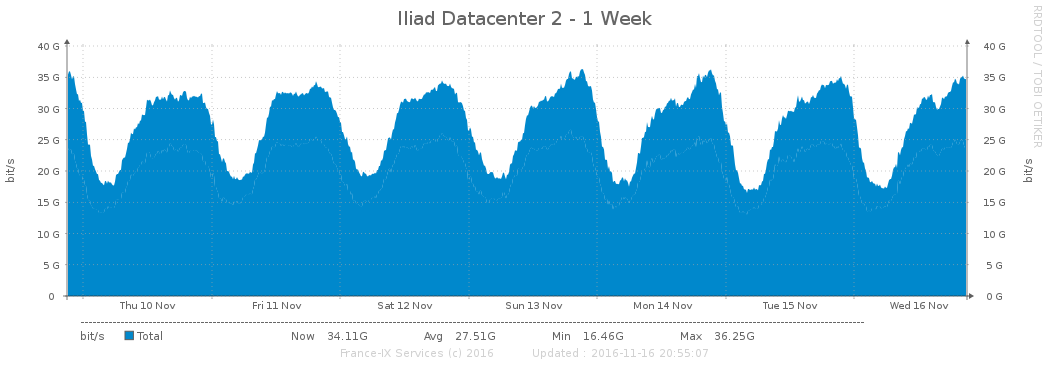 Iliad Datacenter 2 - 1 Week
RRDTOOL / TOBI OETIKER
40 G 40 G
35 G 35 G
30 G 30 G
25 G 25 G
20 G 20 G
15 G 15 G
10 G 10 G
5 G 5 G
0 0 G
bit/s
bit/s
Thu 10 Nov Fri 11 Nov Sat 12 Nov Sun 13 Nov Mon 14 Nov Tue 15 Nov Wed 16 Nov
bit/s Total Now 34.11G Avg 27.51G Min 16.46G Max 36.25G
France-IX Services (c) 2016 Updated : 2016-11-16 20:55:07